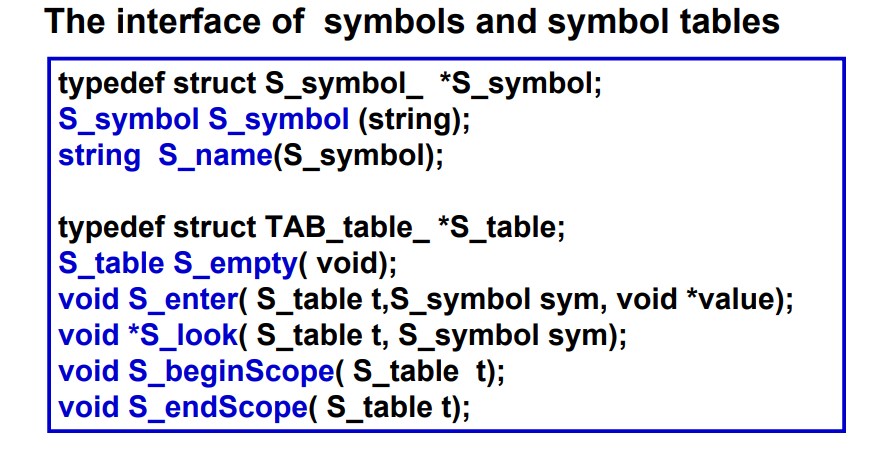 The interface of symbols and symbol tables
typedef struct S_symbol_ *S_symbol;
S_symbol S_symbol (string);
string S_name(S_symbol);
typedef struct TAB_table_ *S_table;
S_table S_empty( void);
void S_enter( S_table t,S_symbol sym, void *value);
void *S_look( S_table t, S_symbol sym);
void S_beginScope( S_table t);
void S_endScope( S_table t);